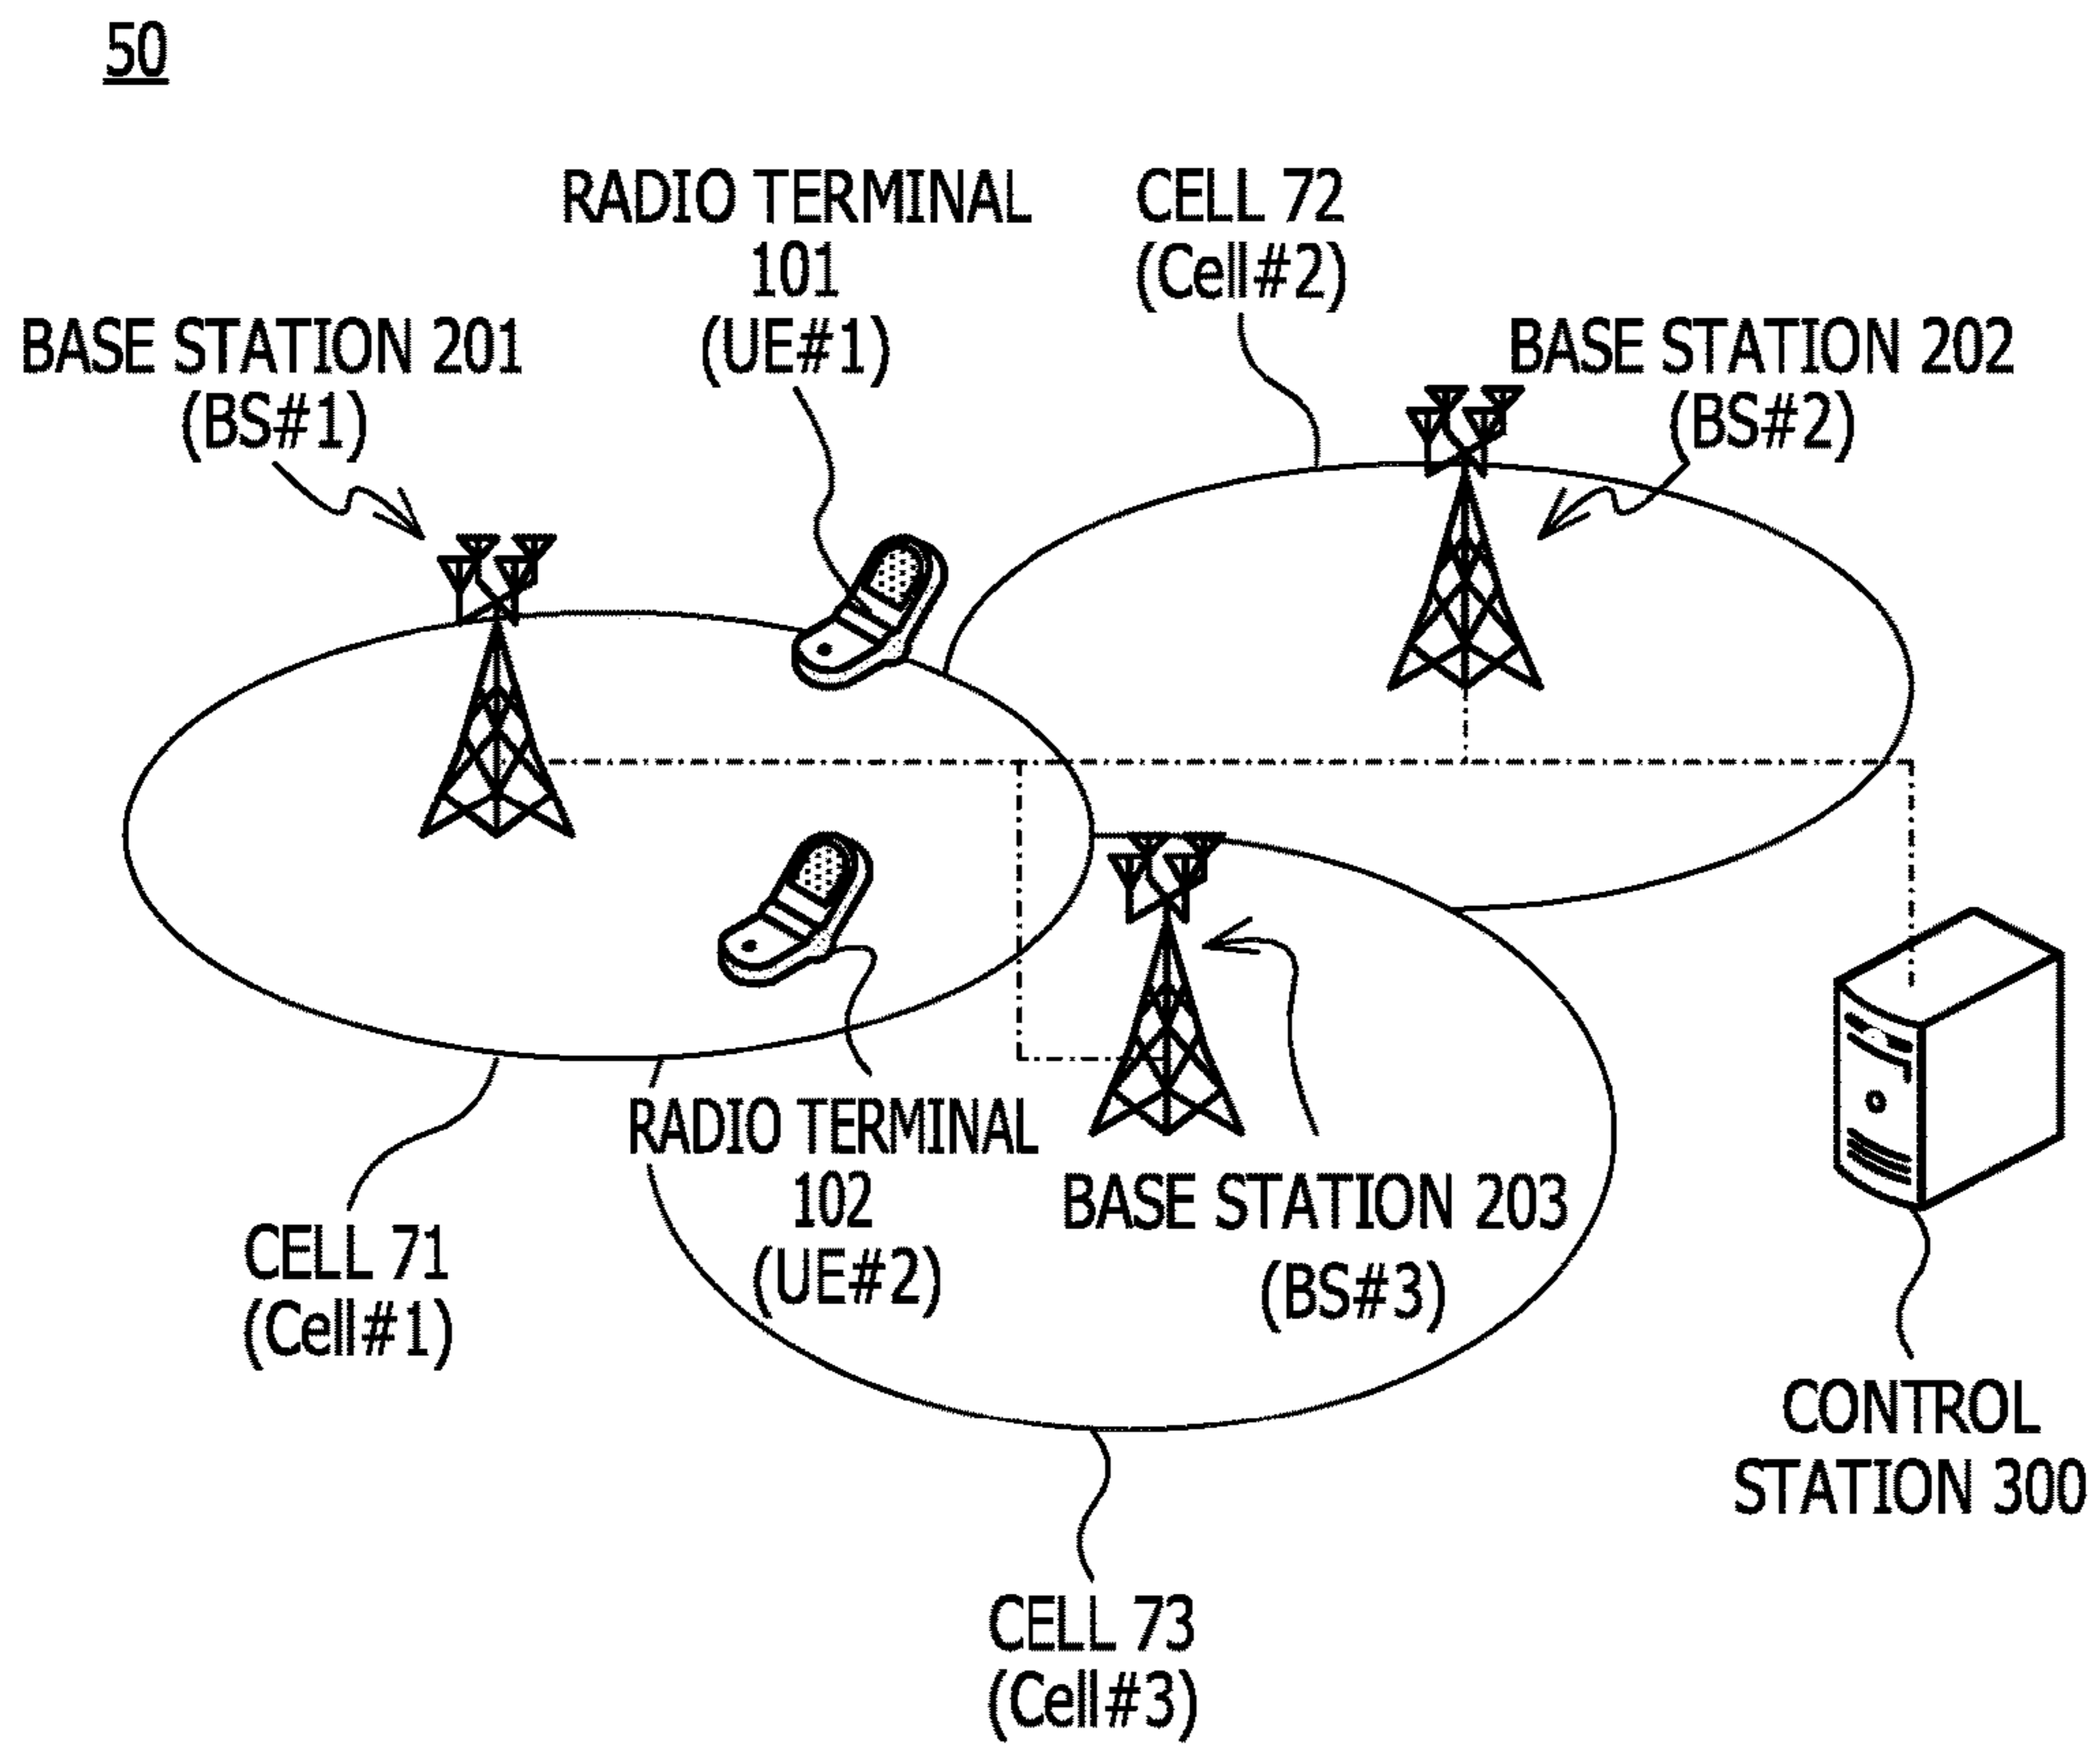 50
RADIO TERMINAL
101
(UE#1)
CELL 72
(Cell#2)
BASE STATION 201
(BS#1)
BASE STATION 202
(BS#2)
RADIO TERMINAL
102
(UE#2)
BASE STATION 203
(BS#3)
CELL 71
(Cell#1)
CONTROL
STATION 300
CELL 73
(Cell#3)